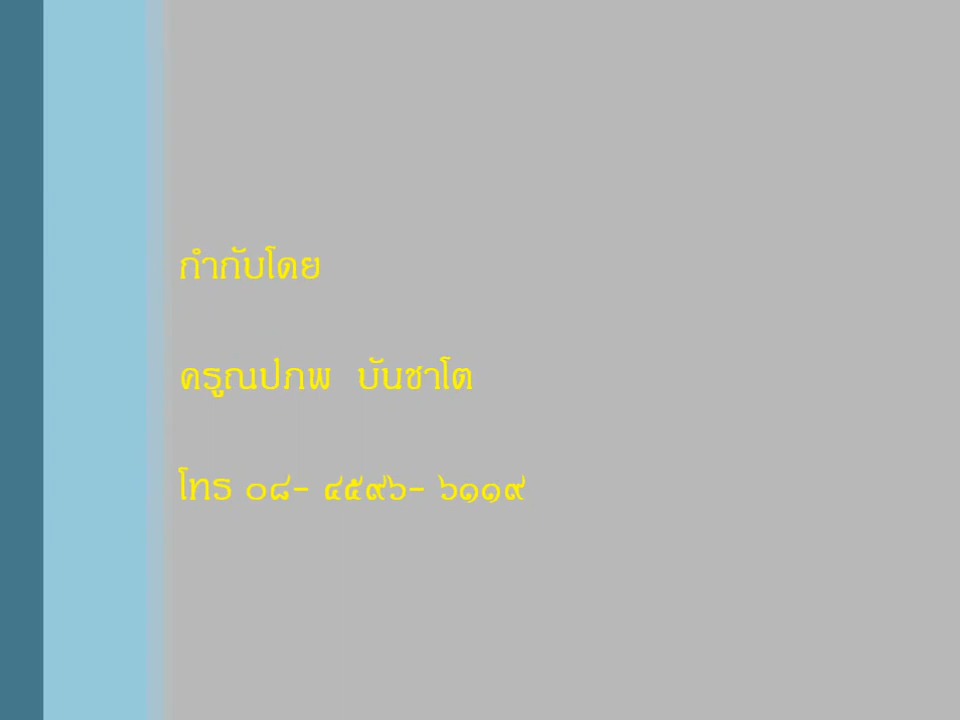 กำกับโดย
ครูณปภพ บันชาโต
โทร ๐๘- ๔๕๙๖- ๖๑๑๙